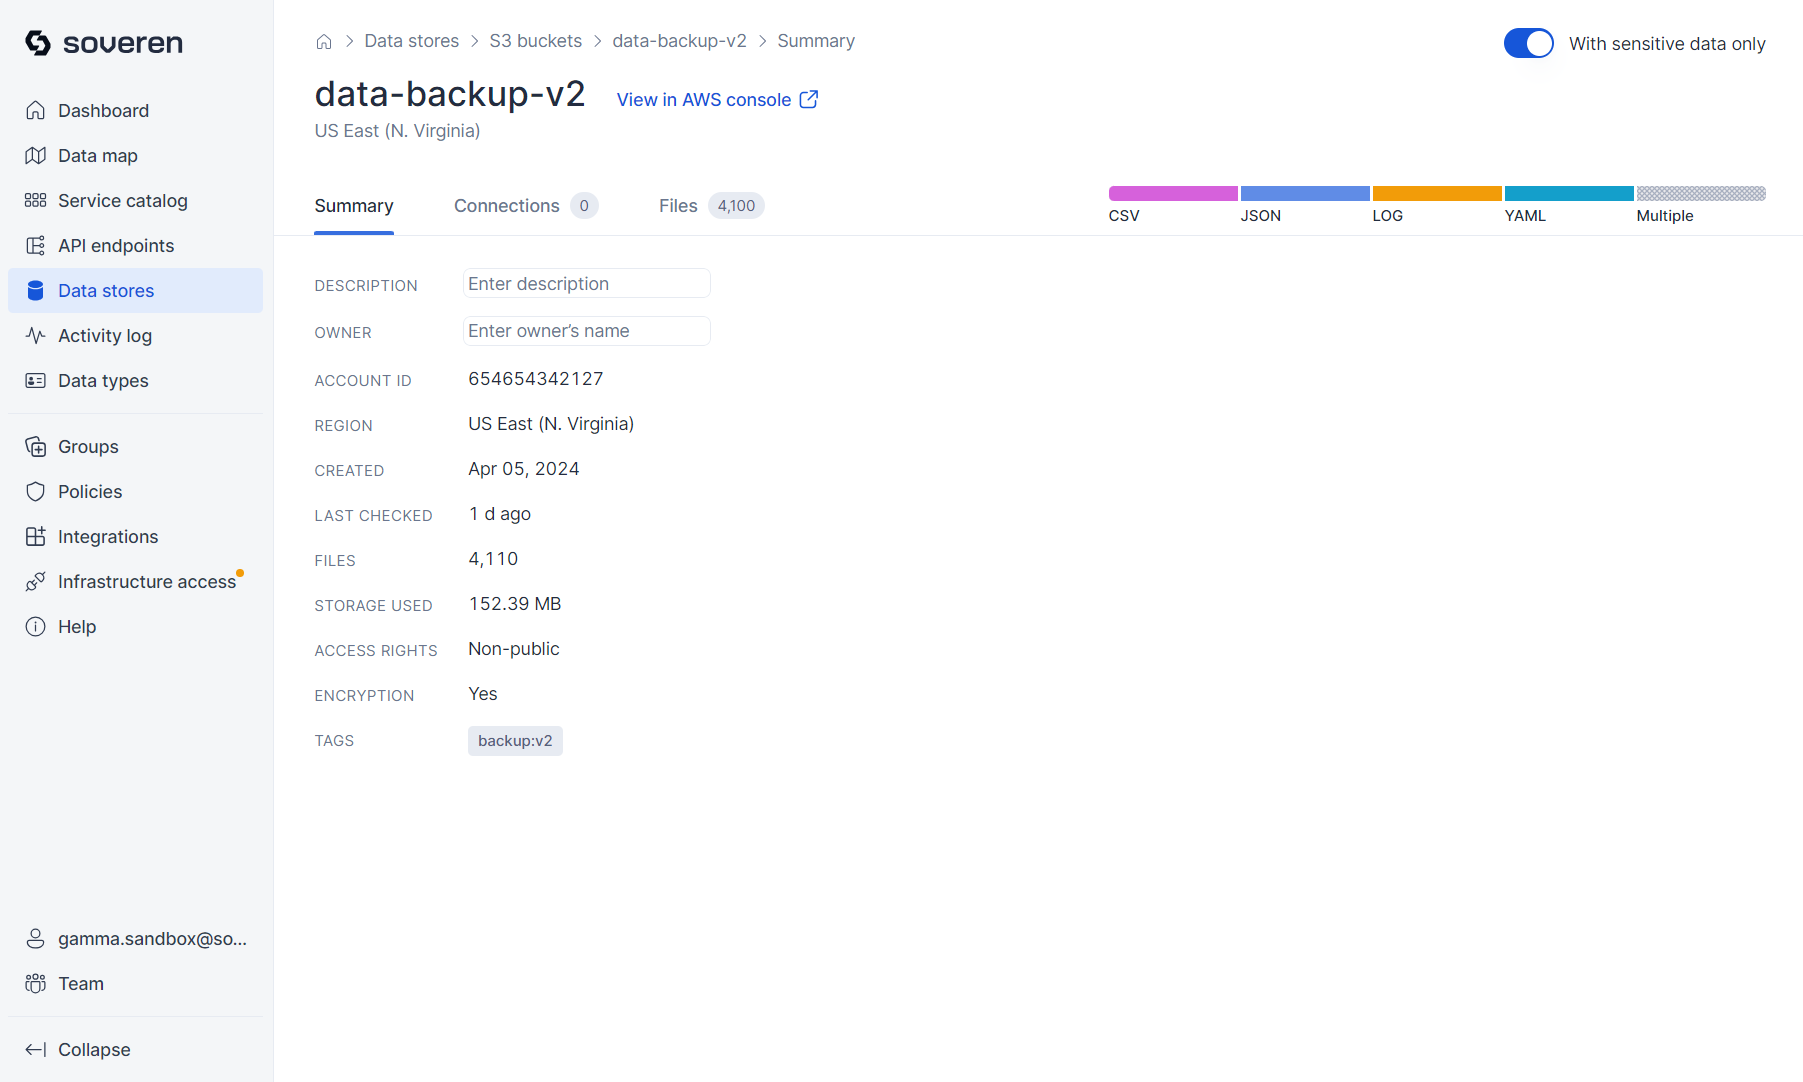 soveren
Dashboard
Data map
Service catalog
API endpoints
Data stores
Activity log
Data types
Groups
Policies
Integrations
Infrastructure access
Help
gamma.sandbox@so...
Team
Collapse
Data stores > S3 buckets > data-backup-v2 > Summary
With sensitive data only
data-backup-v2 View in AWS console
US East (N. Virginia)
Summary Connections 0 Files 4,100
CSV JSON LOG YAML Multiple
DESCRIPTION Enter description
OWNER Enter owner’s name
ACCOUNT ID 654654342127
REGION US East (N. Virginia)
CREATED Apr 05, 2024
LAST CHECKED 1 d ago
FILES 4,110
STORAGE USED 152.39 MB
ACCESS RIGHTS Non-public
ENCRYPTION Yes
TAGS backup:v2